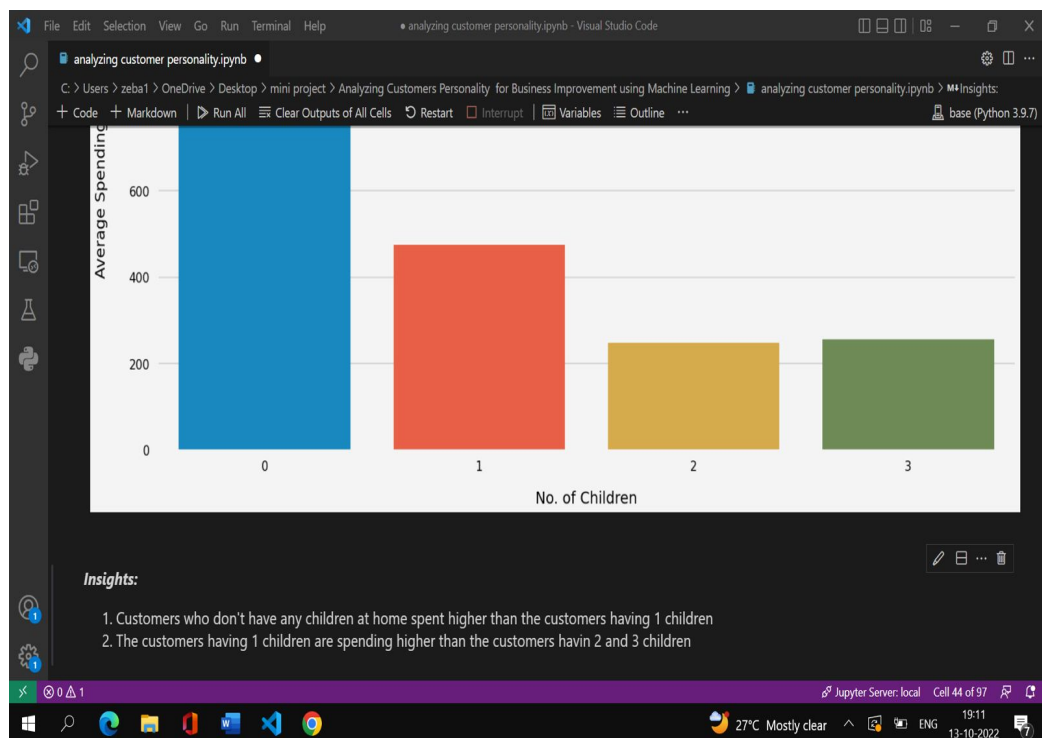 File Edit Selection View Go Run Terminal Help ● analyzing customer personality.ipynb - Visual Studio Code
analyzing customer personality.ipynb ●
C: > Users > zeba1 > OneDrive > Desktop > mini project > Analyzing Customers Personality for Business Improvement using Machine Learning > analyzing customer personality.ipynb > M↓Insights:
+ Code + Markdown | Run All Clear Outputs of All Cells Restart Interrupt | Variables Outline ··· base (Python 3.9.7)
Average Spending
600
400
200
0
0 1 2 3
No. of Children
Insights:
1. Customers who don't have any children at home spent higher than the customers having 1 children
2. The customers having 1 children are spending higher than the customers havin 2 and 3 children
1
1
0 1 Jupyter Server: local Cell 44 of 97
27°C Mostly clear ENG 19:11
13-10-2022 7